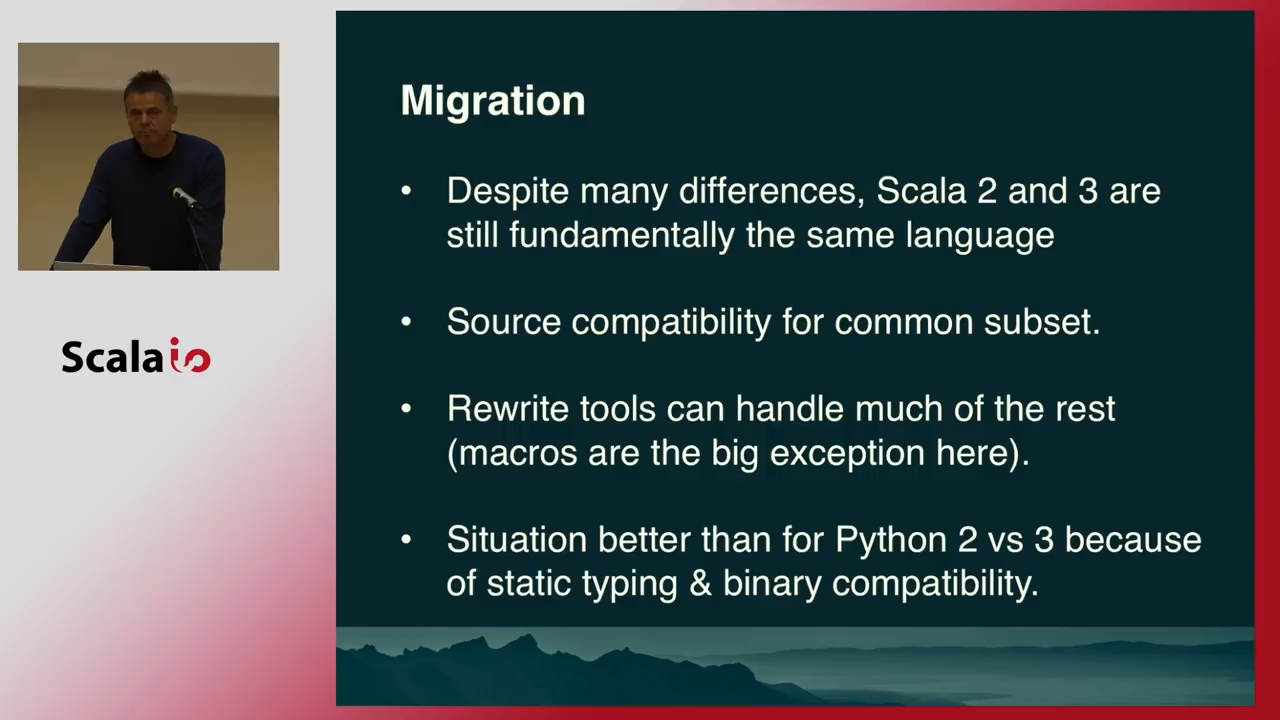 Migration
• Despite many differences, Scala 2 and 3 are
still fundamentally the same language
• Source compatibility for common subset.
• Rewrite tools can handle much of the rest
(macros are the big exception here).
• Situation better than for Python 2 vs 3 because
of static typing & binary compatibility.
Scala io